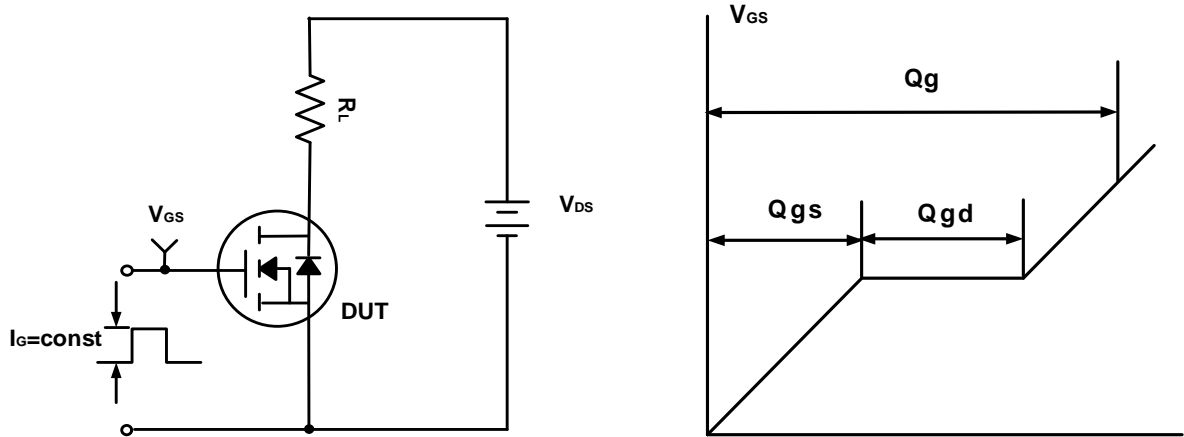 RL
VGS
VDS
DUT
IG=const
VGS
Qg
Qgs
Qgd